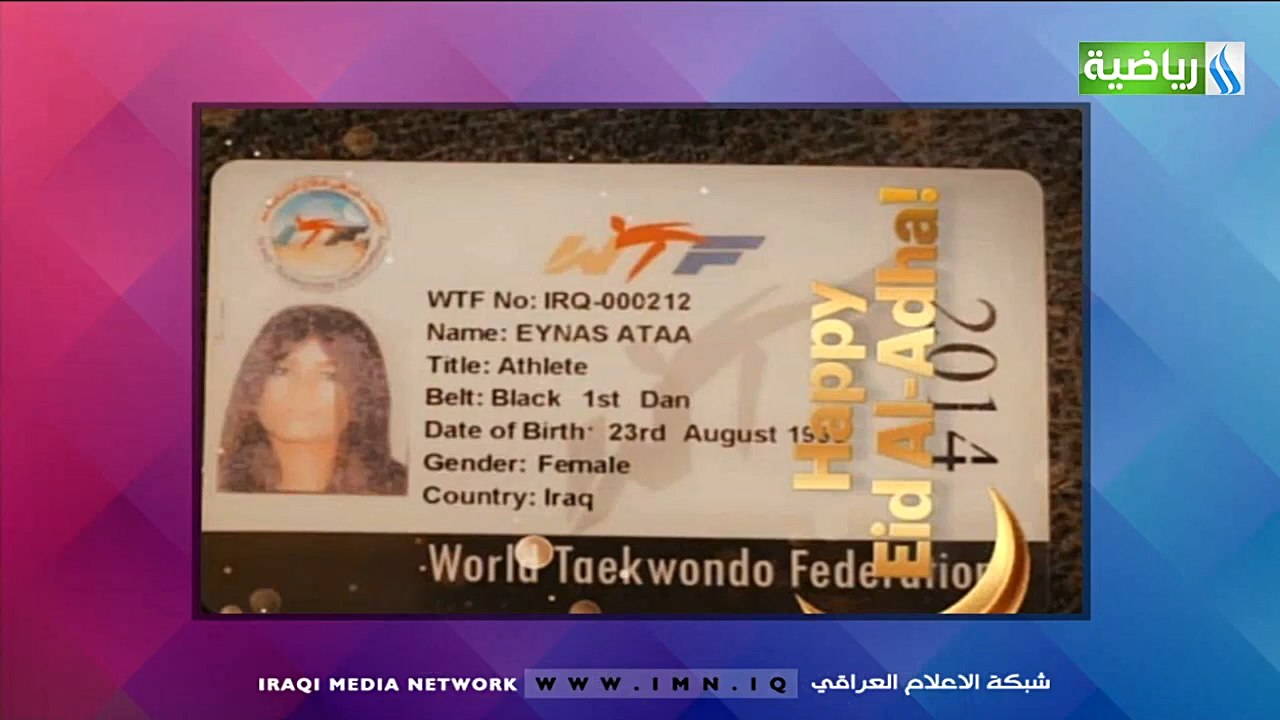 رياضية
WTF
WTF No: IRQ-000212
Name: EYNAS ATAA
Title: Athlete
Belt: Black 1st Dan
Date of Birth: 23rd August
Gender: Female
Country: Iraq
World Taekwondo Federation
2014
Happy
Eid Al-Adha!
IRAQI MEDIA NETWORK WWW.IMN.IQ شبكة الاعلام العراقي